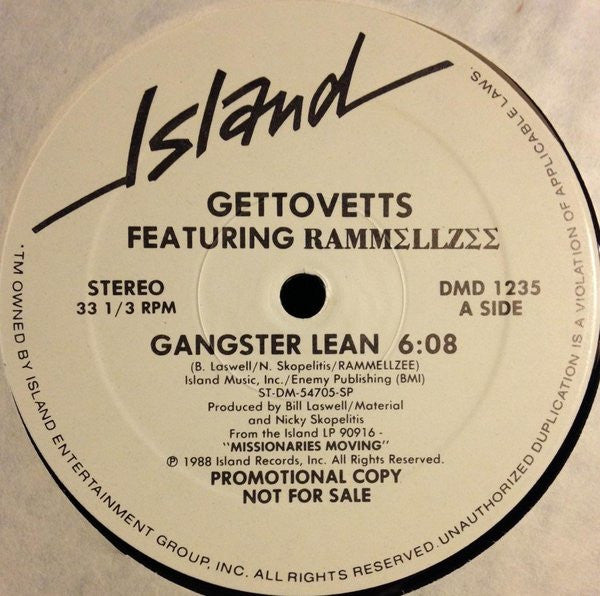 Island
GETTOVETTS
FEATURING RAMMΣLLZΣΣ
STEREO
33 1/3 RPM
DMD 1235
A SIDE
GANGSTER LEAN 6:08
(B. Laswell/N. Skopelitis/RAMMELLZEE)
Island Music, Inc./Enemy Publishing (BMI)
ST-DM-54705-SP
Produced by Bill Laswell/Material
and Nicky Skopelitis
From the Island LP 90916 -
"MISSIONARIES MOVING"
℗ 1988 Island Records, Inc. All Rights Reserved.
PROMOTIONAL COPY
NOT FOR SALE
*TM OWNED BY ISLAND ENTERTAINMENT GROUP, INC. ALL RIGHTS RESERVED. UNAUTHORIZED DUPLICATION IS A VIOLATION OF APPLICABLE LAWS.